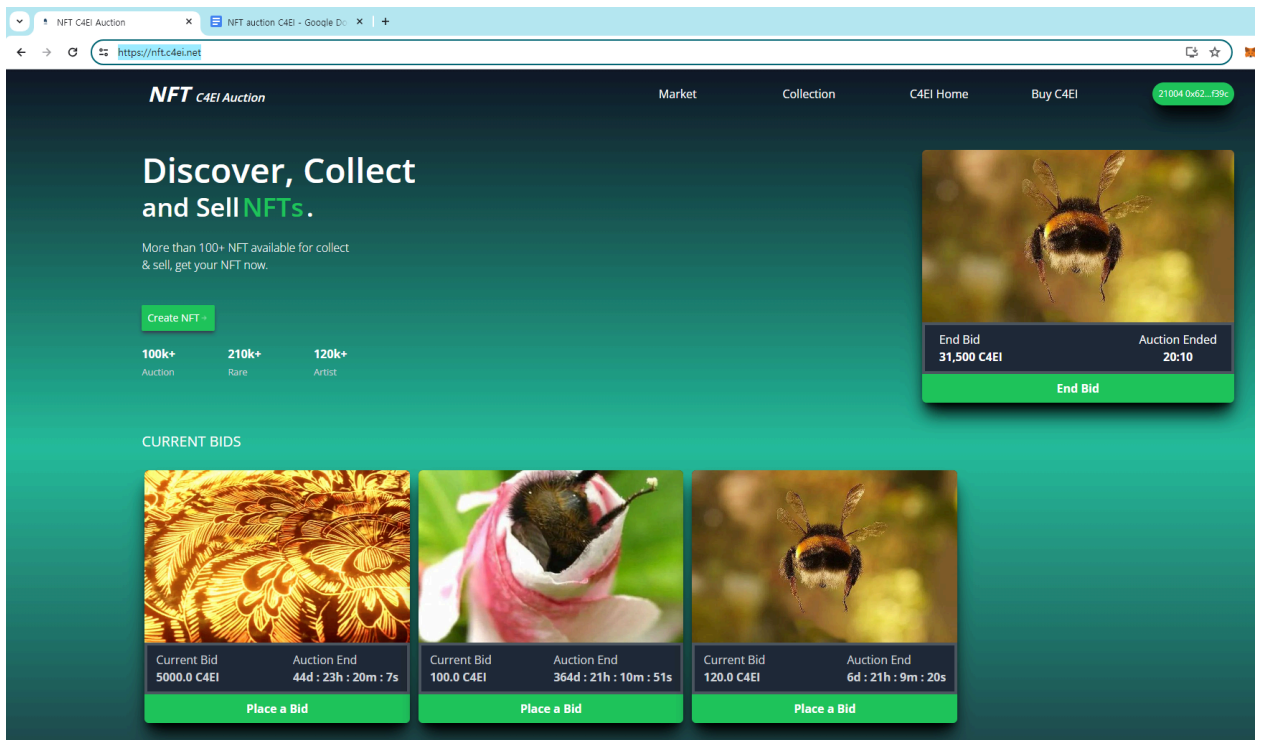 NFT C4EI Auction
NFT auction C4EI - Google Do
https://nft.c4ei.net
NFT C4EI Auction
Market
Collection
C4EI Home
Buy C4EI
21004 0x62...f39c
Discover, Collect
and Sell NFTs.
More than 100+ NFT available for collect
& sell, get your NFT now.
Create NFT +
100k+ 210k+ 120k+
Auction Rare Artist
End Bid Auction Ended
31,500 C4EI 20:10
End Bid
CURRENT BIDS
Current Bid Auction End
5000.0 C4EI 44d : 23h : 20m : 7s
Place a Bid
Current Bid Auction End
100.0 C4EI 364d : 21h : 10m : 51s
Place a Bid
Current Bid Auction End
120.0 C4EI 6d : 21h : 9m : 20s
Place a Bid